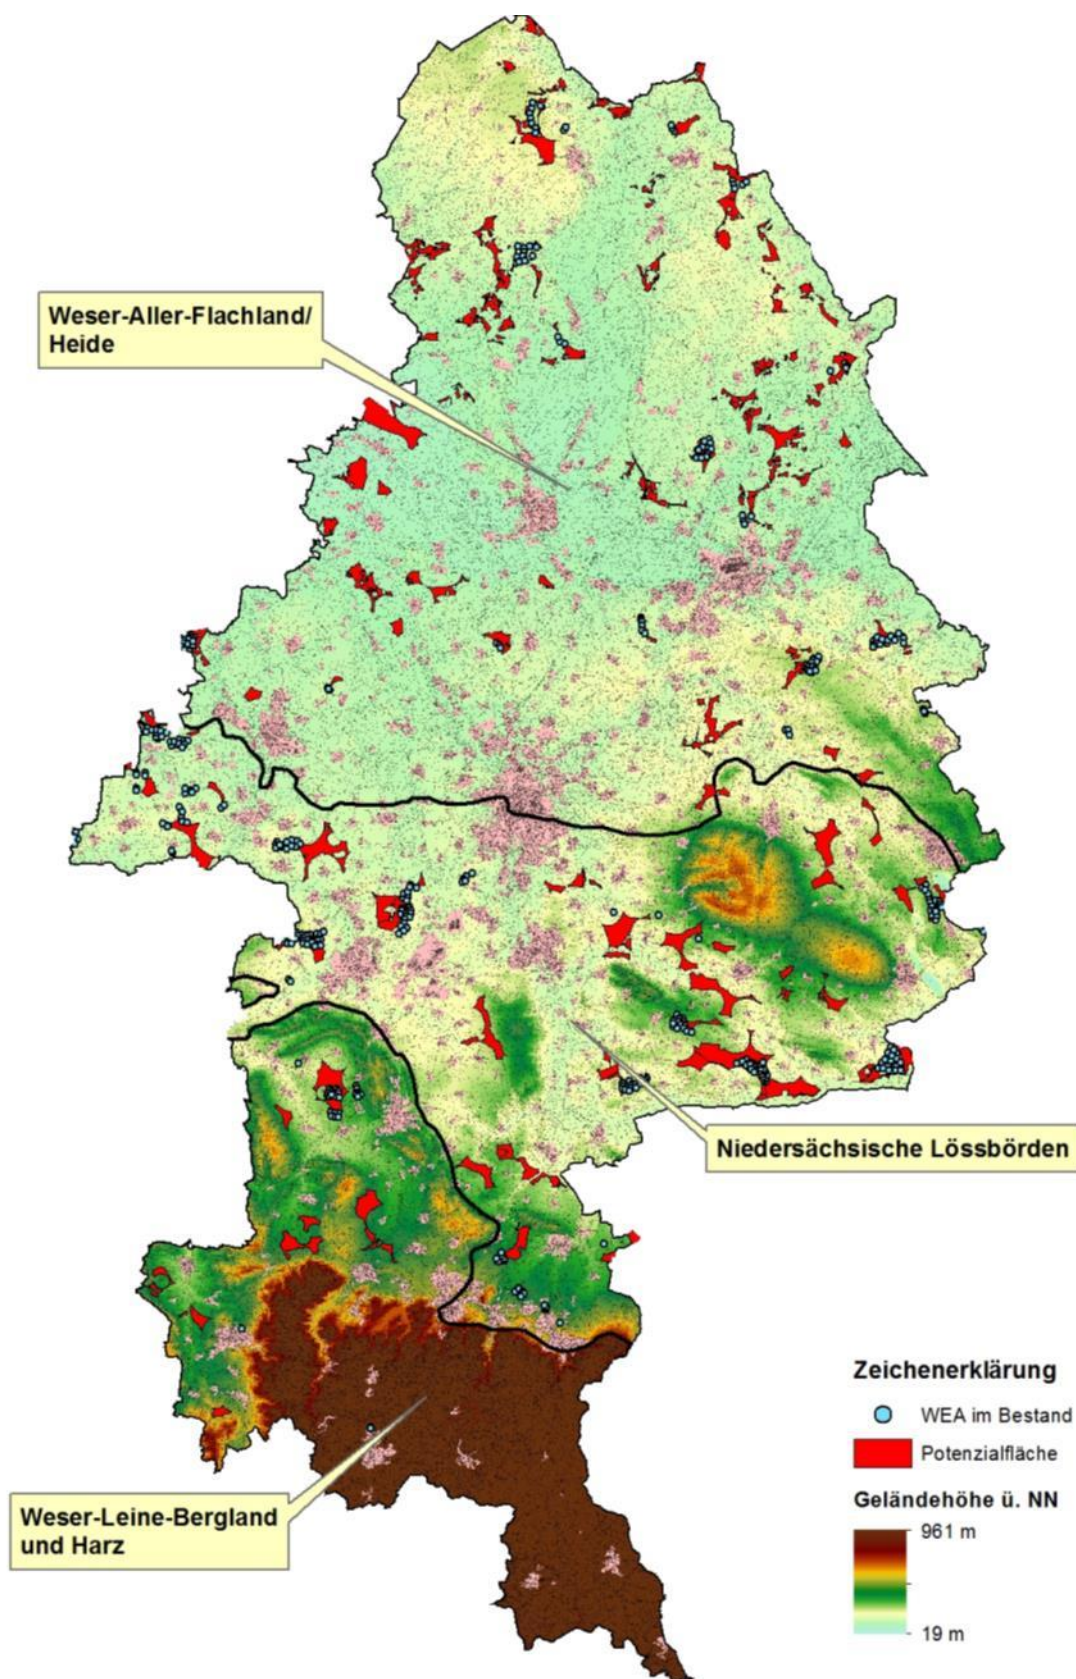 Weser-Aller-Flachland/
Heide
Niedersächsische Lössbörden
Weser-Leine-Bergland
und Harz
Zeichenerklärung
WEA im Bestand
Potenzialfläche
Geländehöhe ü. NN
961 m
19 m